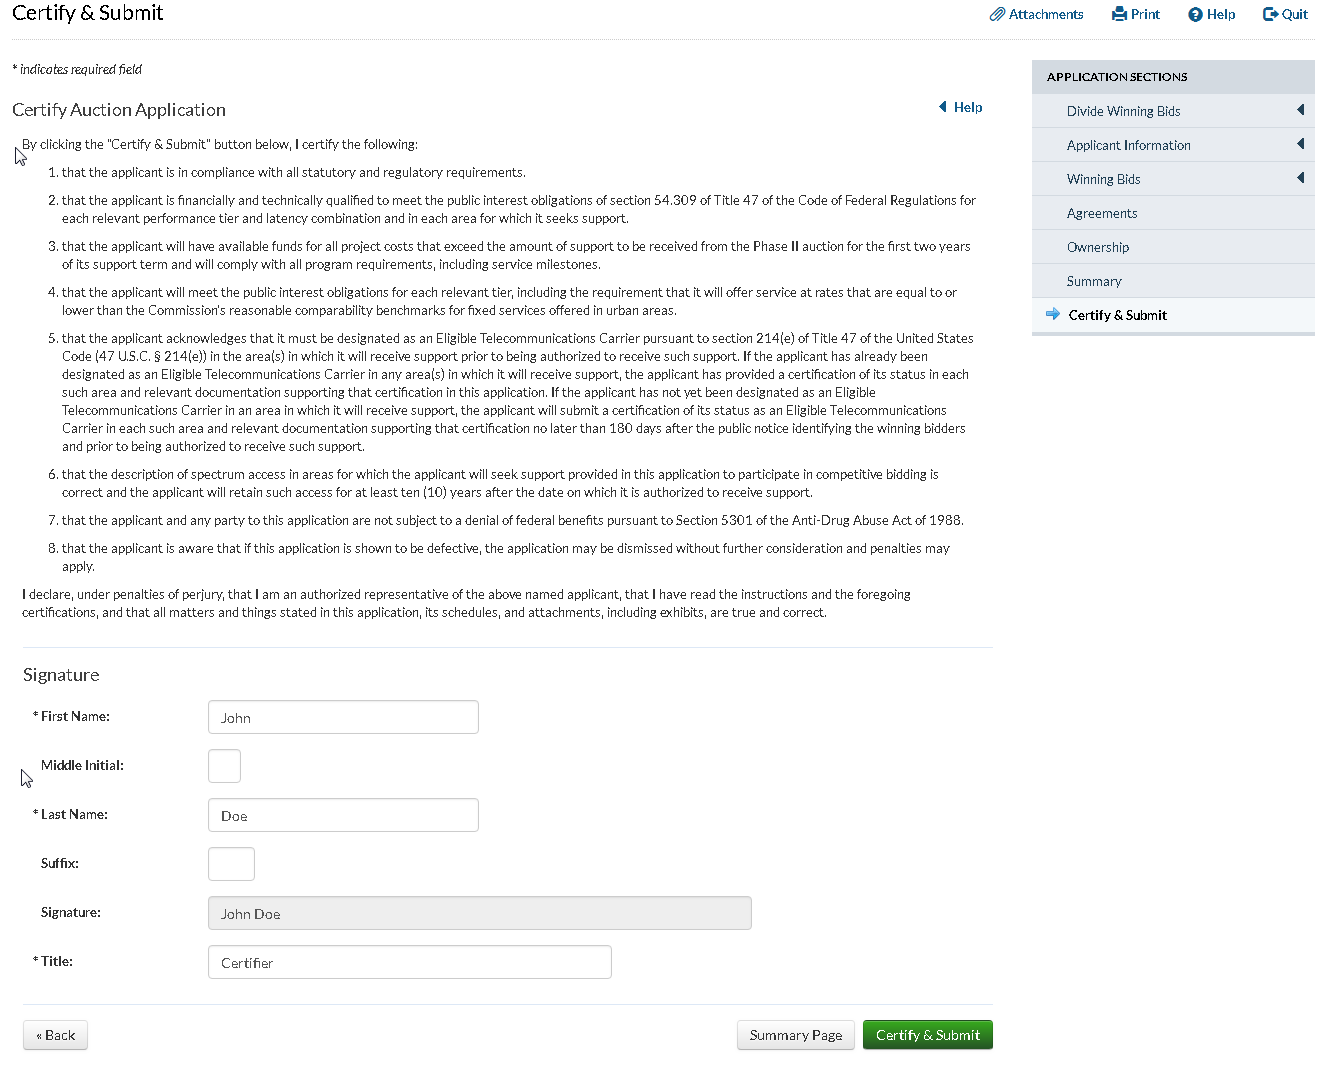 Certify & Submit
Attachments
Print
Help
Quit
* indicates required field
Certify Auction Application
Help
By clicking the "Certify & Submit" button below, I certify the following:
1. that the applicant is in compliance with all statutory and regulatory requirements.
2. that the applicant is financially and technically qualified to meet the public interest obligations of section 54.309 of Title 47 of the Code of Federal Regulations for
each relevant performance tier and latency combination and in each area for which it seeks support.
3. that the applicant will have available funds for all project costs that exceed the amount of support to be received from the Phase II auction for the first two years
of its support term and will comply with all program requirements, including service milestones.
4. that the applicant will meet the public interest obligations for each relevant tier, including the requirement that it will offer service at rates that are equal to or
lower than the Commission's reasonable comparability benchmarks for fixed services offered in urban areas.
5. that the applicant acknowledges that it must be designated as an Eligible Telecommunications Carrier pursuant to section 214(e) of Title 47 of the United States
Code (47 U.S.C. § 214(e)) in the area(s) in which it will receive support prior to being authorized to receive such support. If the applicant has already been
designated as an Eligible Telecommunications Carrier in any area(s) in which it will receive support, the applicant has provided a certification of its status in each
such area and relevant documentation supporting that certification in this application. If the applicant has not yet been designated as an Eligible
Telecommunications Carrier in an area in which it will receive support, the applicant will submit a certification of its status as an Eligible Telecommunications
Carrier in each such area and relevant documentation supporting that certification no later than 180 days after the public notice identifying the winning bidders
and prior to being authorized to receive such support.
6. that the description of spectrum access in areas for which the applicant will seek support provided in this application to participate in competitive bidding is
correct and the applicant will retain such access for at least ten (10) years after the date on which it is authorized to receive support.
7. that the applicant and any party to this application are not subject to a denial of federal benefits pursuant to Section 5301 of the Anti-Drug Abuse Act of 1988.
8. that the applicant is aware that if this application is shown to be defective, the application may be dismissed without further consideration and penalties may
apply.
I declare, under penalties of perjury, that I am an authorized representative of the above named applicant, that I have read the instructions and the foregoing
certifications, and that all matters and things stated in this application, its schedules, and attachments, including exhibits, are true and correct.
Signature
* First Name:
John
Middle Initial:
* Last Name:
Doe
Suffix:
Signature:
John Doe
* Title:
Certifier
« Back
Summary Page
Certify & Submit
APPLICATION SECTIONS
Divide Winning Bids
Applicant Information
Winning Bids
Agreements
Ownership
Summary
Certify & Submit